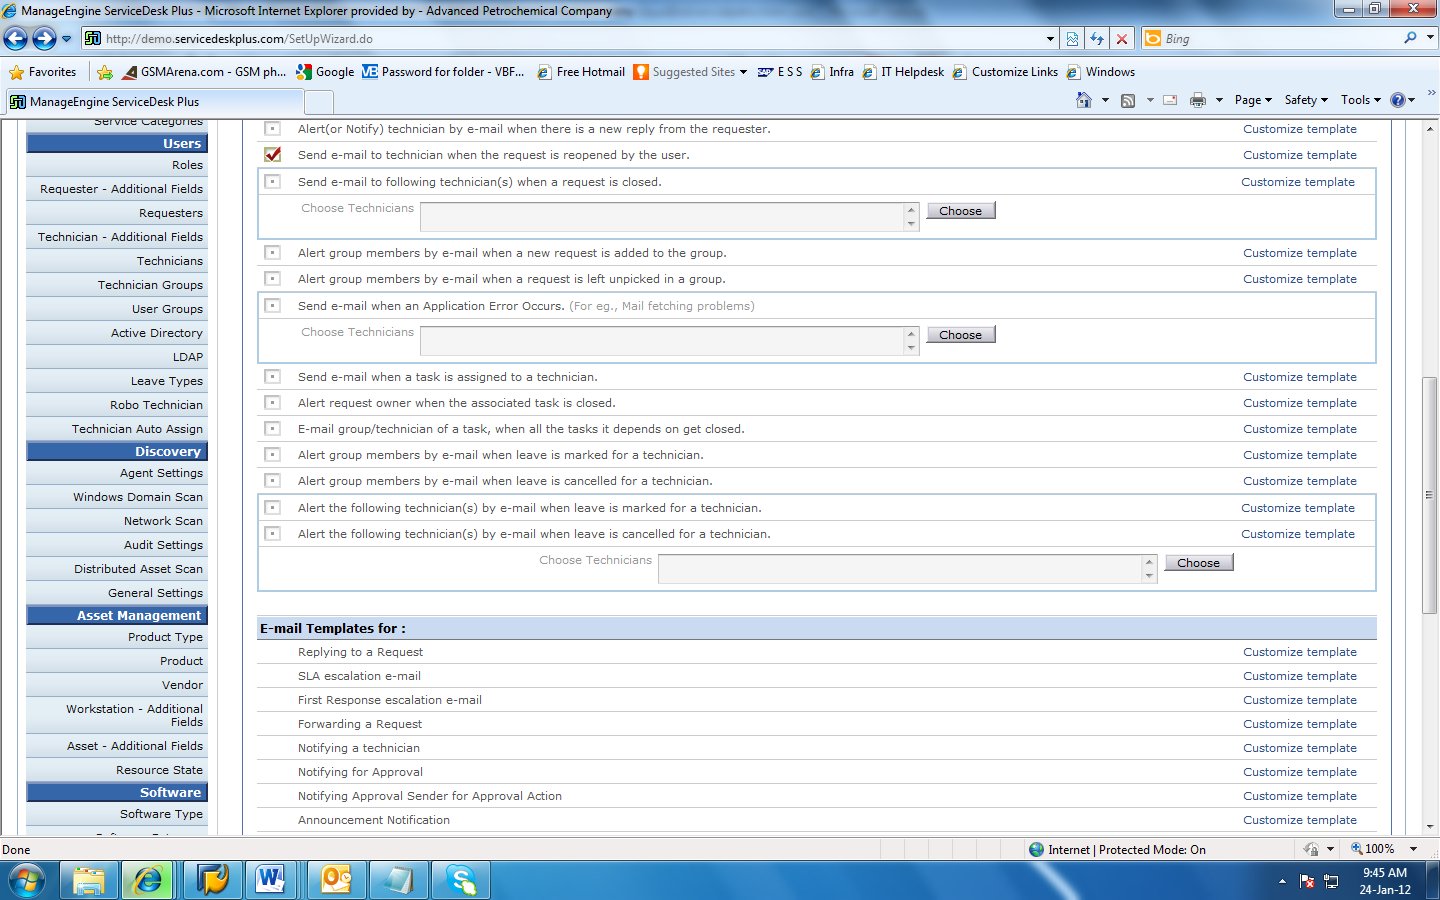 ManageEngine ServiceDesk Plus - Microsoft Internet Explorer provided by - Advanced Petrochemical Company
http://demo.servicedeskplus.com/SetUpWizard.do
Bing
Favorites
GSMArena.com - GSM ph...
Google
Password for folder - VBF...
Free Hotmail
Suggested Sites
E S S
Infra
IT Helpdesk
Customize Links
Windows
ManageEngine ServiceDesk Plus
Page
Safety
Tools
Service Categories
Users
Roles
Requester - Additional Fields
Requesters
Technician - Additional Fields
Technicians
Technician Groups
User Groups
Active Directory
LDAP
Leave Types
Robo Technician
Technician Auto Assign
Discovery
Agent Settings
Windows Domain Scan
Network Scan
Audit Settings
Distributed Asset Scan
General Settings
Asset Management
Product Type
Product
Vendor
Workstation - Additional
Fields
Asset - Additional Fields
Resource State
Software
Software Type
Alert(or Notify) technician by e-mail when there is a new reply from the requester. Customize template
Send e-mail to technician when the request is reopened by the user. Customize template
Send e-mail to following technician(s) when a request is closed. Customize template
Choose Technicians Choose
Alert group members by e-mail when a new request is added to the group. Customize template
Alert group members by e-mail when a request is left unpicked in a group. Customize template
Send e-mail when an Application Error Occurs. (For eg., Mail fetching problems)
Choose Technicians Choose
Send e-mail when a task is assigned to a technician. Customize template
Alert request owner when the associated task is closed. Customize template
E-mail group/technician of a task, when all the tasks it depends on get closed. Customize template
Alert group members by e-mail when leave is marked for a technician. Customize template
Alert group members by e-mail when leave is cancelled for a technician. Customize template
Alert the following technician(s) by e-mail when leave is marked for a technician. Customize template
Alert the following technician(s) by e-mail when leave is cancelled for a technician. Customize template
Choose Technicians Choose
E-mail Templates for :
Replying to a Request Customize template
SLA escalation e-mail Customize template
First Response escalation e-mail Customize template
Forwarding a Request Customize template
Notifying a technician Customize template
Notifying for Approval Customize template
Notifying Approval Sender for Approval Action Customize template
Announcement Notification Customize template
Done
Internet | Protected Mode: On
100%
9:45 AM
24-Jan-12